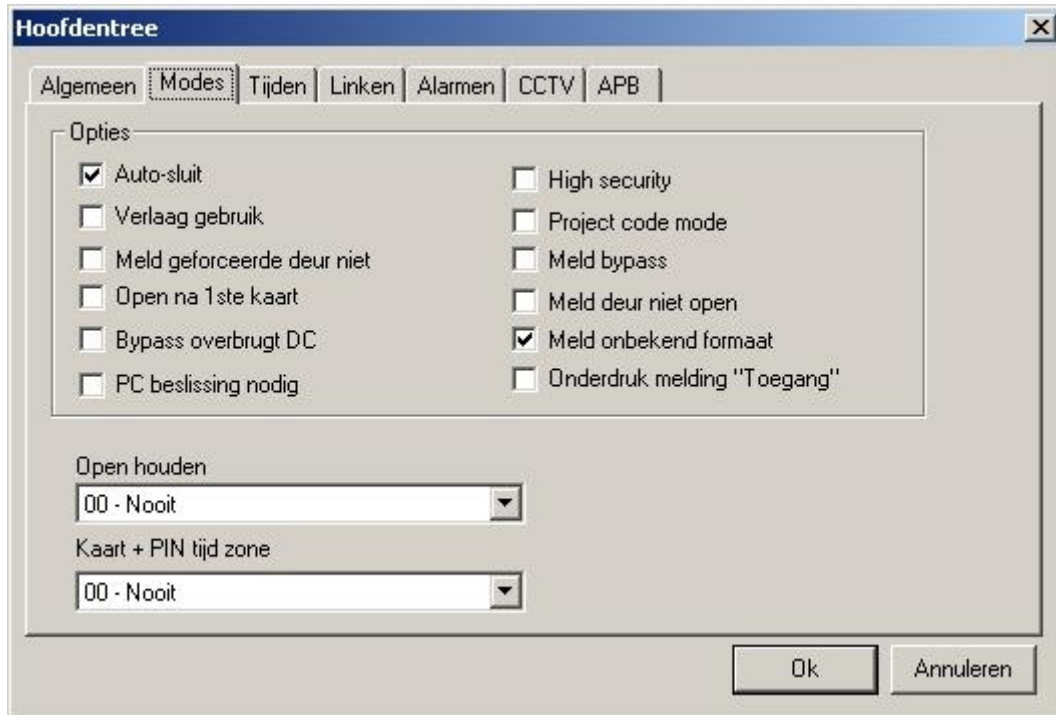 Hoofdentree
Algemeen Modes Tijden Linken Alarmen CCTV APB
Opties
Auto-sluit
Verlaag gebruik
Meld geforceerde deur niet
Open na 1ste kaart
Bypass overbrugt DC
PC beslissing nodig
High security
Project code mode
Meld bypass
Meld deur niet open
Meld onbekend formaat
Onderdruk melding "Toegang"
Open houden
00 - Nooit
Kaart + PIN tijd zone
00 - Nooit
Ok Annuleren